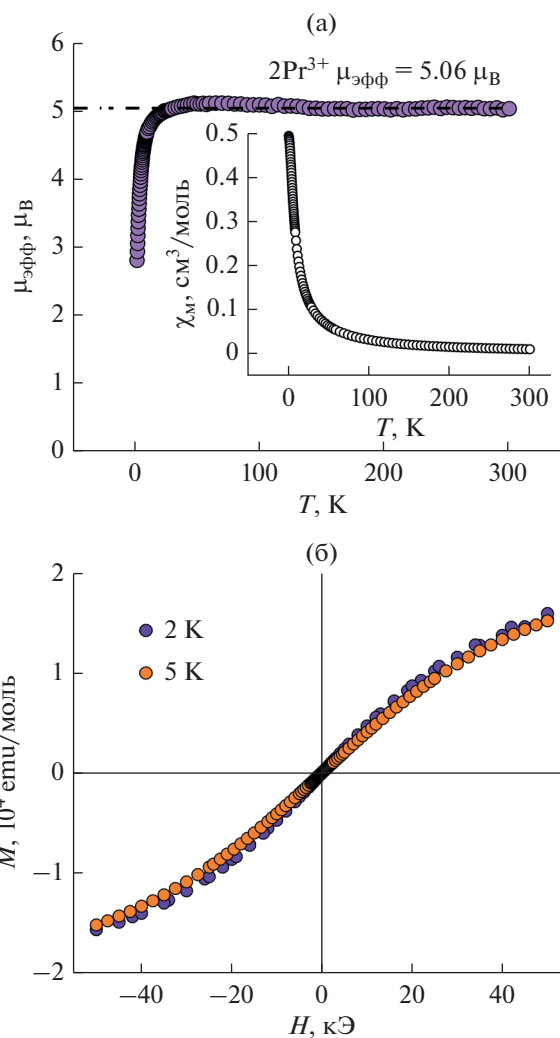 (а)
6
5
4
3
2
1
0
μэфф, μB
2Pr³⁺ μэфф = 5.06 μB
0.5
0.4
0.3
0.2
0.1
0
χм, см³/моль
0 100 200 300
T, K
0 100 200 300
T, K
(б)
2
1
0
−1
−2
M, 10⁴ emu/моль
2 K
5 K
−40 −20 0 20 40
H, кЭ